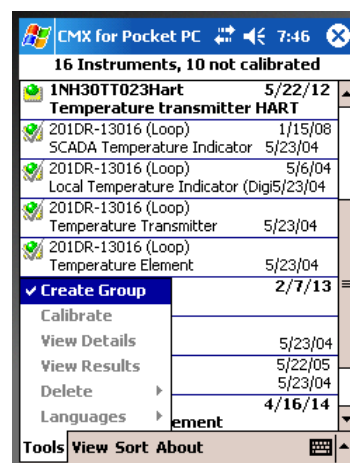 CMX for Pocket PC 7:46
16 Instruments, 10 not calibrated
1NH30TT023Hart 5/22/12
Temperature transmitter HART
201DR-13016 (Loop) 1/15/08
SCADA Temperature Indicator 5/23/04
201DR-13016 (Loop) 5/6/04
Local Temperature Indicator (Digi5/23/04
201DR-13016 (Loop)
Temperature Transmitter 5/23/04
201DR-13016 (Loop)
Temperature Element 5/23/04
Create Group 2/7/13
Calibrate
View Details 5/23/04
View Results 5/22/05
Delete 5/23/04
Languages 4/16/14
ement
Tools View Sort About